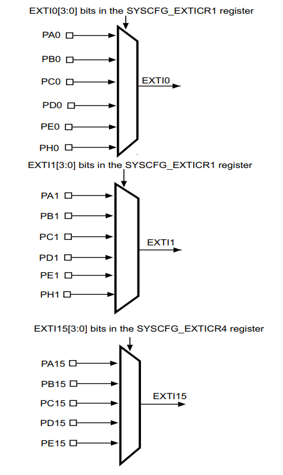 EXTI0[3:0] bits in the SYSCFG_EXTICR1 register
PA0
PB0
PC0
EXTI0
PD0
PE0
PH0
EXTI1[3:0] bits in the SYSCFG_EXTICR1 register
PA1
PB1
PC1
EXTI1
PD1
PE1
PH1
EXTI15[3:0] bits in the SYSCFG_EXTICR4 register
PA15
PB15
PC15
EXTI15
PD15
PE15